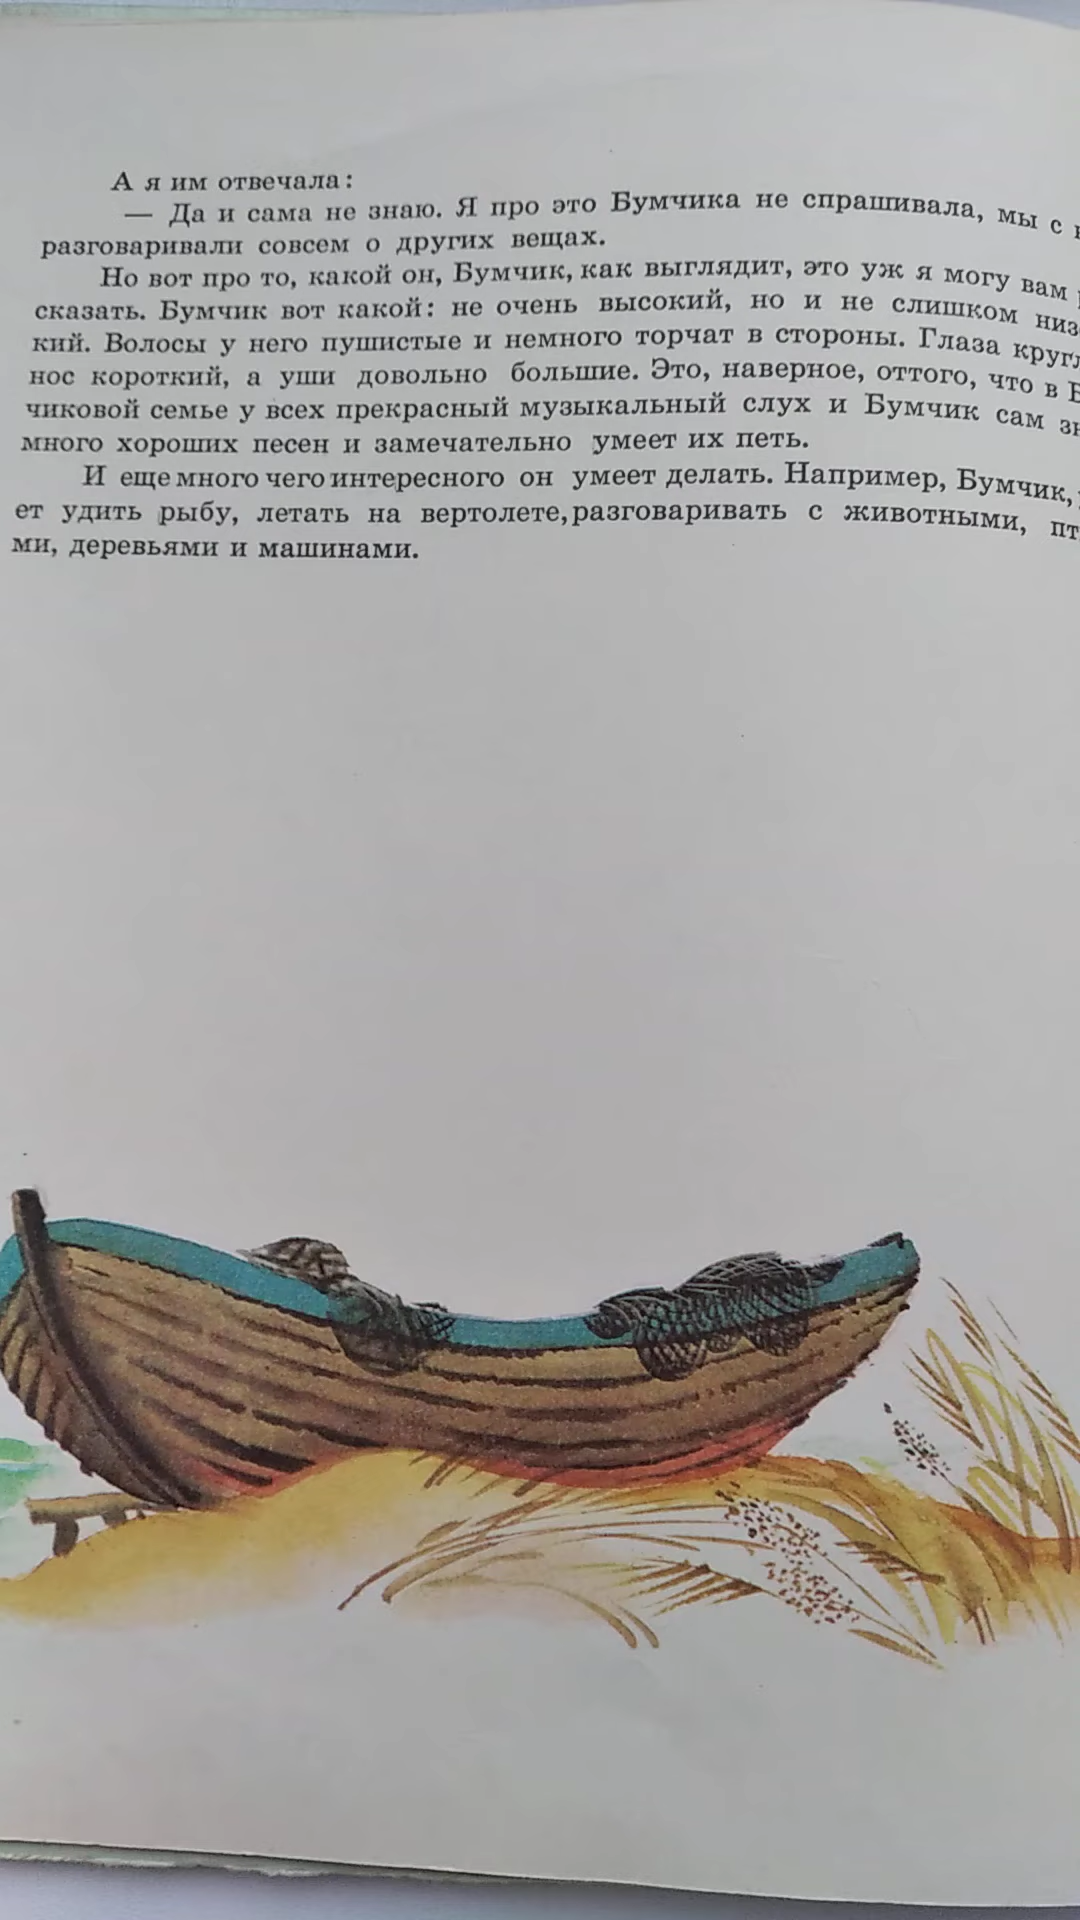 А я им отвечала:
— Да и сама не знаю. Я про это Бумчика не спрашивала, мы с
разговаривали совсем о других вещах.
Но вот про то, какой он, Бумчик, как выглядит, это уж я могу вам
сказать. Бумчик вот какой: не очень высокий, но и не слишком низ
кий. Волосы у него пушистые и немного торчат в стороны. Глаза кругл
нос короткий, а уши довольно большие. Это, наверное, оттого, что в Б
чиковой семье у всех прекрасный музыкальный слух и Бумчик сам зн
много хороших песен и замечательно умеет их петь.
И еще много чего интересного он умеет делать. Например, Бумчик,
ет удить рыбу, летать на вертолете, разговаривать с животными, пт
ми, деревьями и машинами.